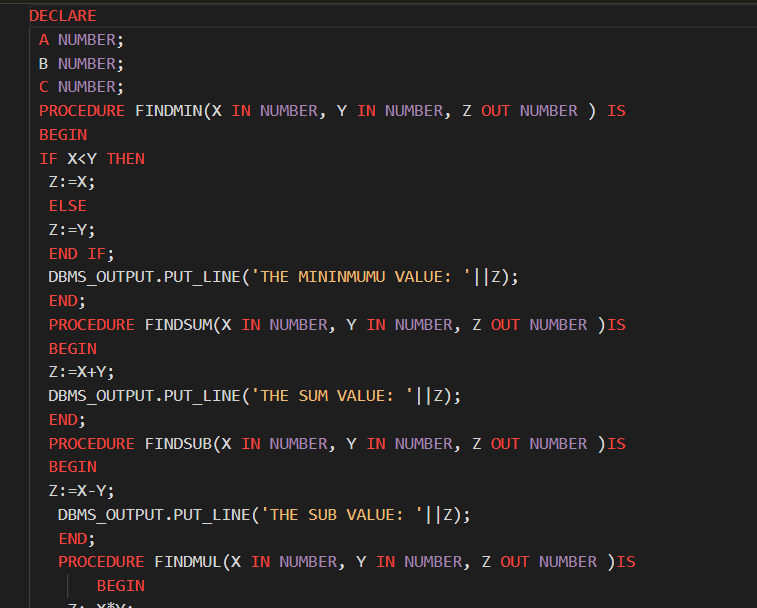 DECLARE
A NUMBER;
B NUMBER;
C NUMBER;
PROCEDURE FINDMIN(X IN NUMBER, Y IN NUMBER, Z OUT NUMBER ) IS
BEGIN
IF X<Y THEN
Z:=X;
ELSE
Z:=Y;
END IF;
DBMS_OUTPUT.PUT_LINE('THE MININMUMU VALUE: '||Z);
END;
PROCEDURE FINDSUM(X IN NUMBER, Y IN NUMBER, Z OUT NUMBER )IS
BEGIN
Z:=X+Y;
DBMS_OUTPUT.PUT_LINE('THE SUM VALUE: '||Z);
END;
PROCEDURE FINDSUB(X IN NUMBER, Y IN NUMBER, Z OUT NUMBER )IS
BEGIN
Z:=X-Y;
DBMS_OUTPUT.PUT_LINE('THE SUB VALUE: '||Z);
END;
PROCEDURE FINDMUL(X IN NUMBER, Y IN NUMBER, Z OUT NUMBER )IS
BEGIN